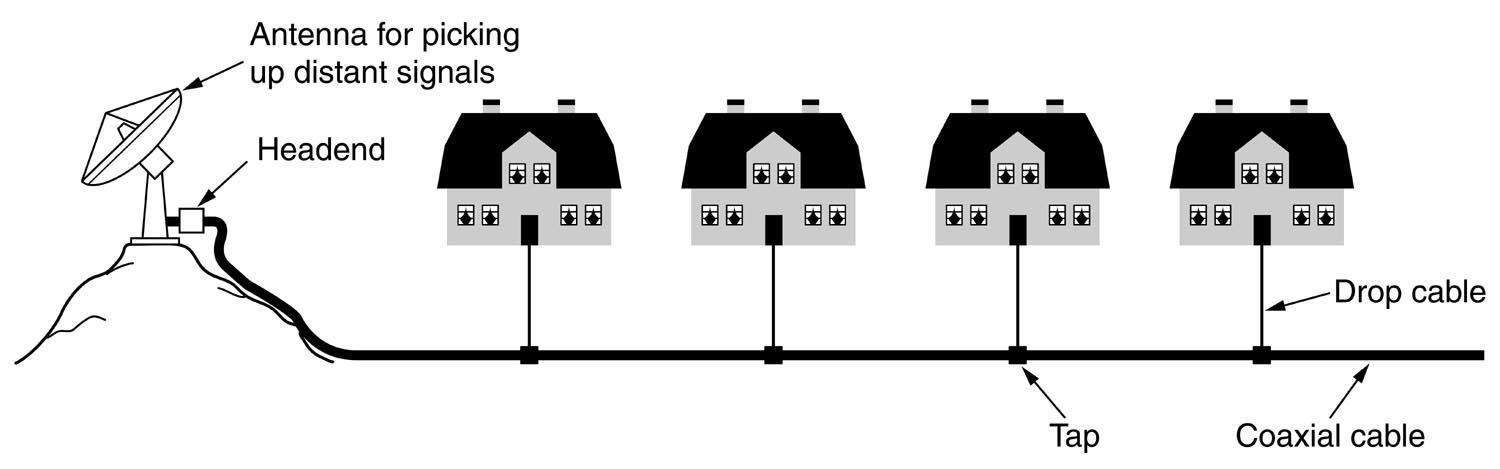 Antenna for picking
up distant signals
Headend
Drop cable
Tap
Coaxial cable